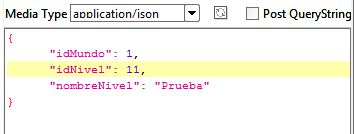 Media Type application/json Post QueryString
{
"idMundo": 1,
"idNivel": 11,
"nombreNivel": "Prueba"
}